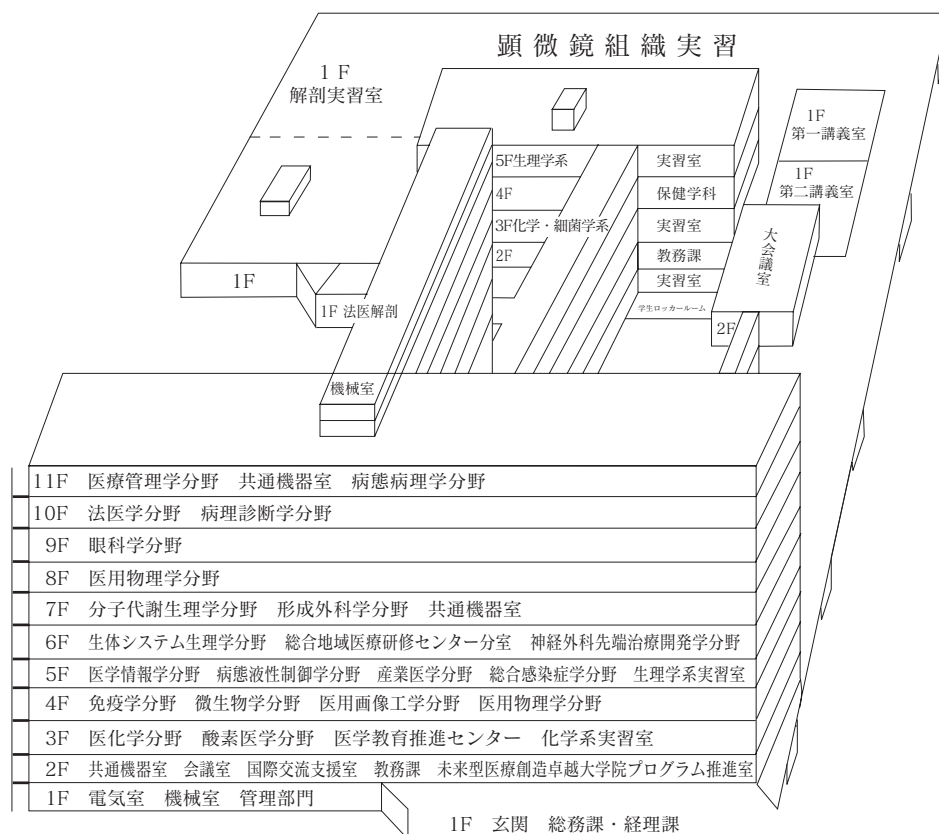 顕微鏡組織実習
1F
解剖実習室
1F
第一講義室
1F
第二講義室
5F生理学系
実習室
4F
保健学科
3F化学・細菌学系
実習室
2F
教務課
実習室
学生ロッカールーム
大会議室
2F
1F
1F 法医解剖
機械室
11F 医療管理学分野 共通機器室 病態病理学分野
10F 法医学分野 病理診断学分野
9F 眼科学分野
8F 医用物理学分野
7F 分子代謝生理学分野 形成外科学分野 共通機器室
6F 生体システム生理学分野 総合地域医療研修センター分室 神経外科先端治療開発学分野
5F 医学情報学分野 病態液性制御学分野 産業医学分野 総合感染症学分野 生理学系実習室
4F 免疫学分野 微生物学分野 医用画像工学分野 医用物理学分野
3F 医化学分野 酸素医学分野 医学教育推進センター 化学系実習室
2F 共通機器室 会議室 国際交流支援室 教務課 未来型医療創造卓越大学院プログラム推進室
1F 電気室 機械室 管理部門
1F 玄関 総務課・経理課